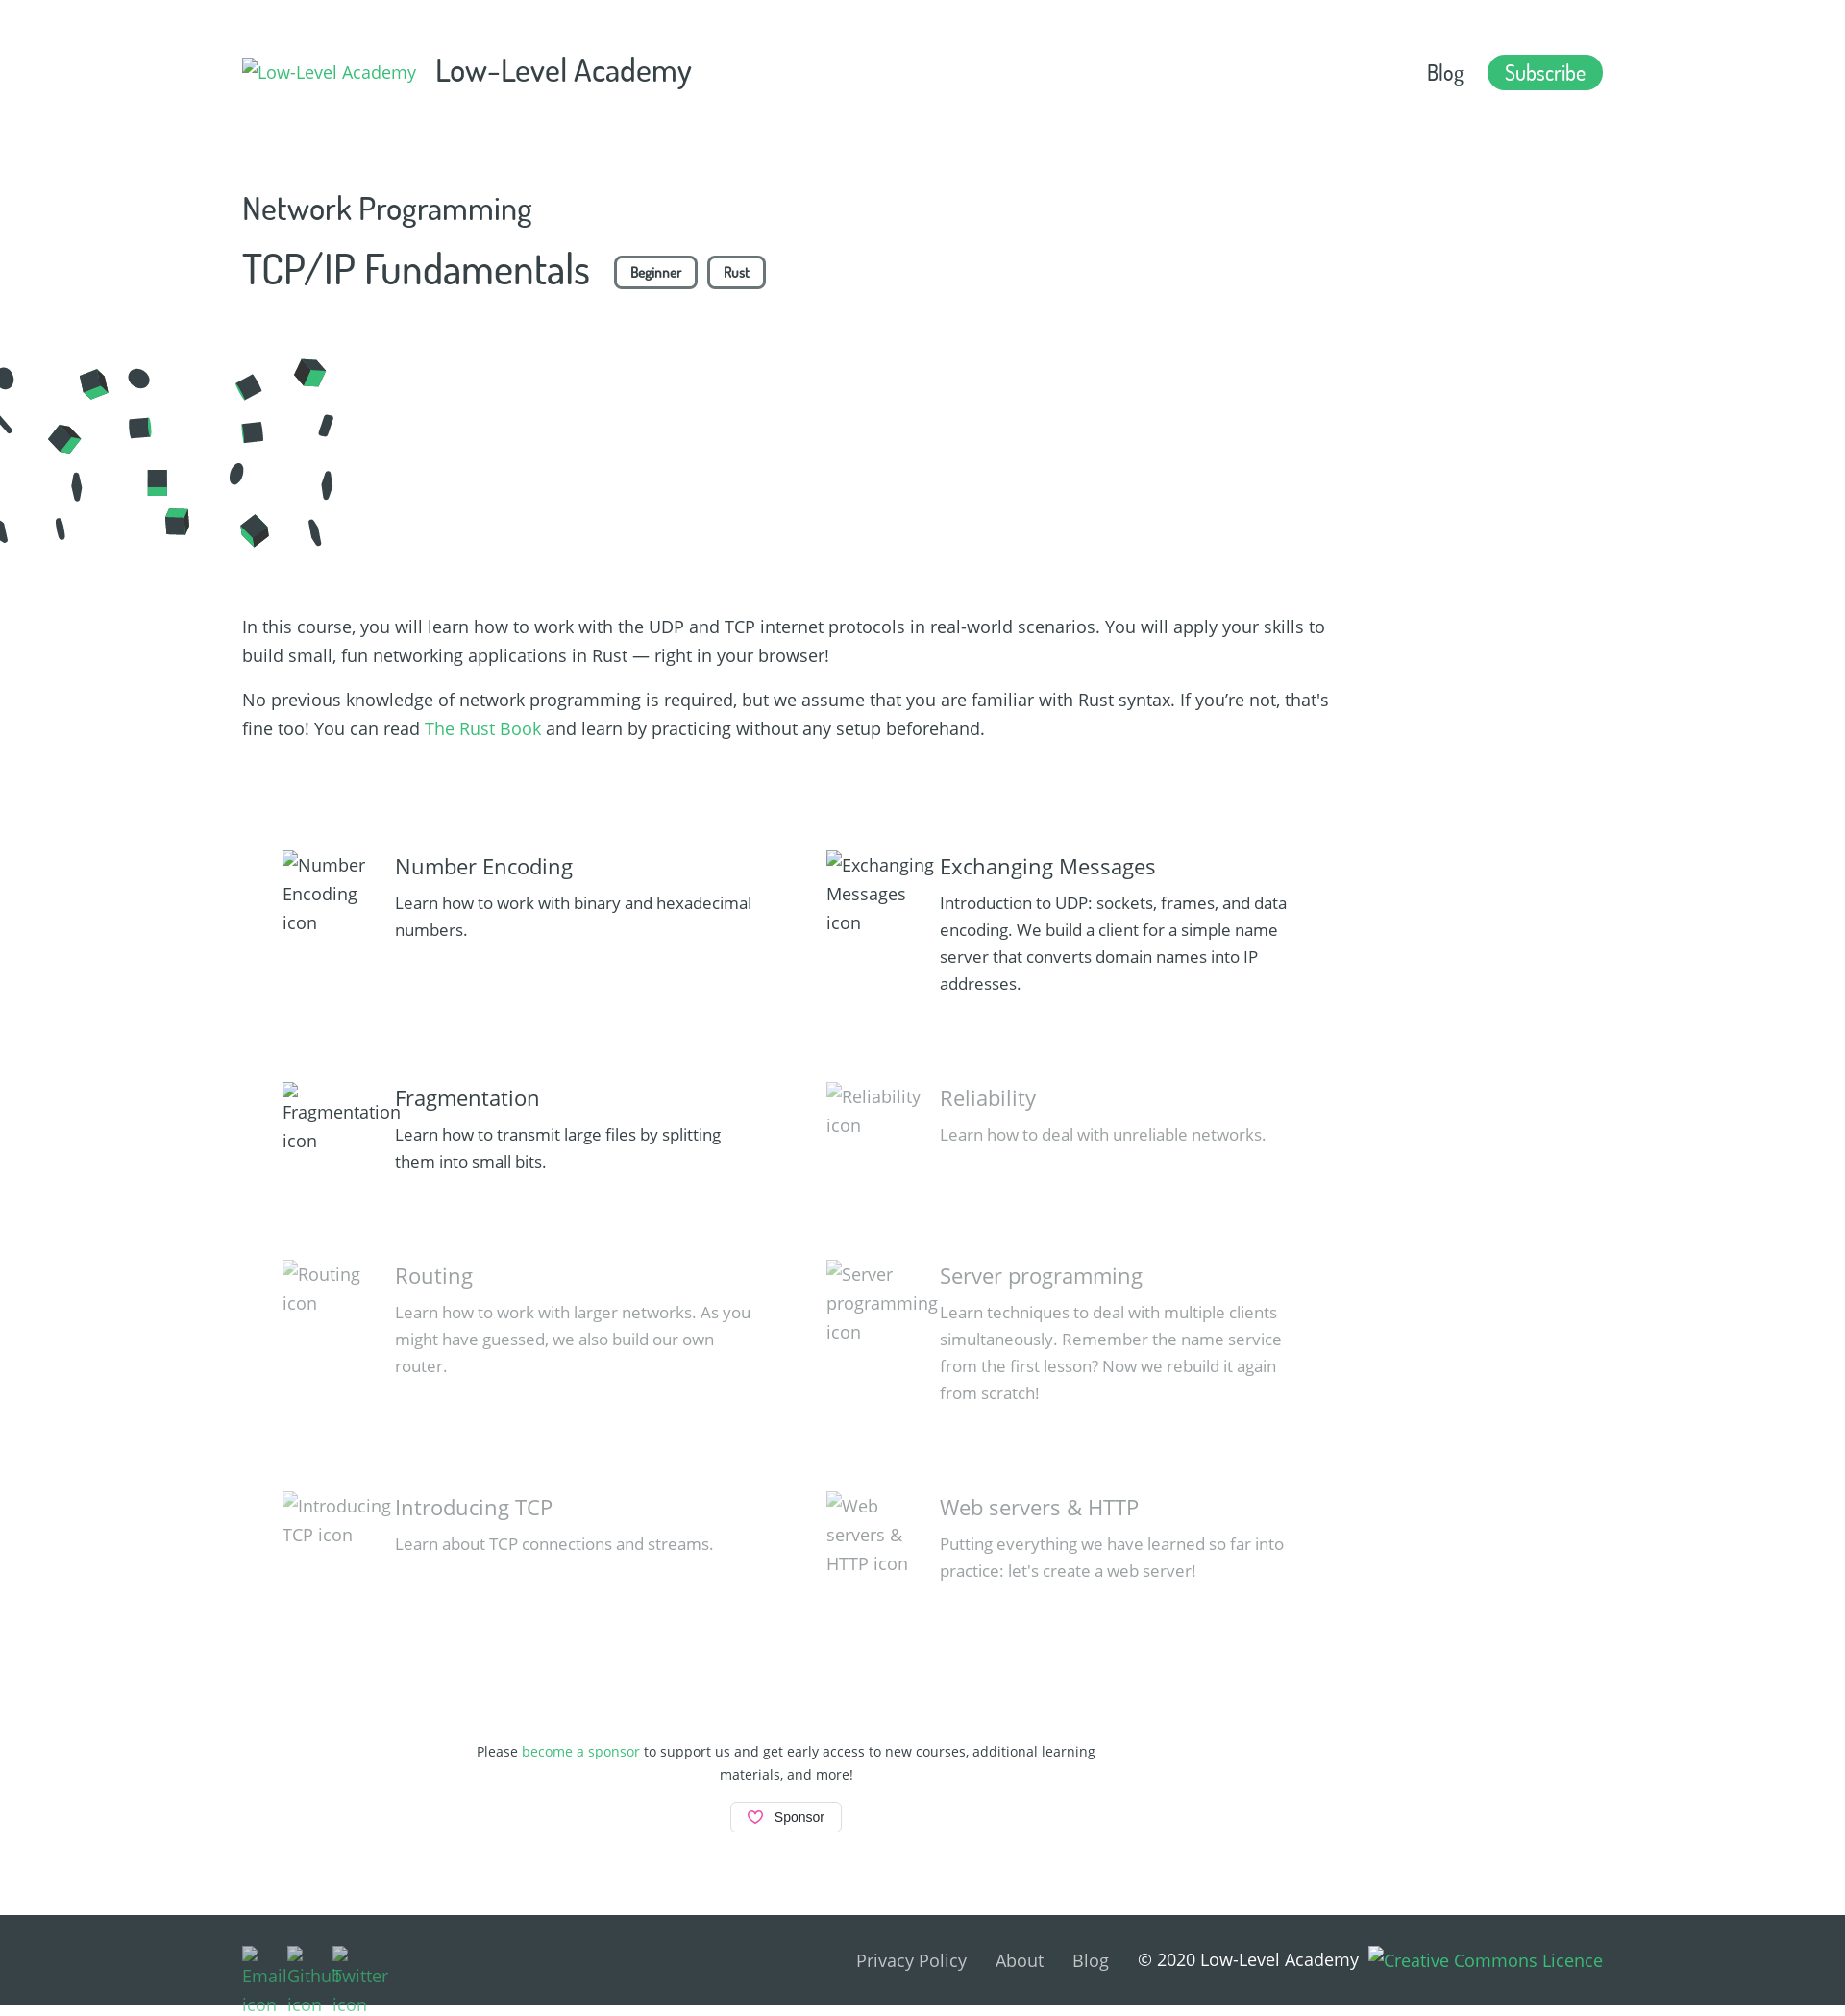 Low-Level Academy
Low-Level Academy
Blog
Subscribe
Network Programming
TCP/IP Fundamentals
Beginner
Rust
In this course, you will learn how to work with the UDP and TCP internet protocols in real-world scenarios. You will apply your skills to
build small, fun networking applications in Rust — right in your browser!
No previous knowledge of network programming is required, but we assume that you are familiar with Rust syntax. If you’re not, that's
fine too! You can read The Rust Book and learn by practicing without any setup beforehand.
Number
Encoding
icon
Number Encoding
Learn how to work with binary and hexadecimal
numbers.
Exchanging
Messages
icon
Exchanging Messages
Introduction to UDP: sockets, frames, and data
encoding. We build a client for a simple name
server that converts domain names into IP
addresses.
Fragmentation
icon
Fragmentation
Learn how to transmit large files by splitting
them into small bits.
Reliability
icon
Reliability
Learn how to deal with unreliable networks.
Routing
icon
Routing
Learn how to work with larger networks. As you
might have guessed, we also build our own
router.
Server
programming
icon
Server programming
Learn techniques to deal with multiple clients
simultaneously. Remember the name service
from the first lesson? Now we rebuild it again
from scratch!
Introducing
TCP icon
Introducing TCP
Learn about TCP connections and streams.
Web
servers &
HTTP icon
Web servers & HTTP
Putting everything we have learned so far into
practice: let's create a web server!
Please become a sponsor to support us and get early access to new courses, additional learning
materials, and more!
Sponsor
Email
icon
Github
icon
Twitter
icon
Privacy Policy
About
Blog
© 2020 Low-Level Academy
Creative Commons Licence